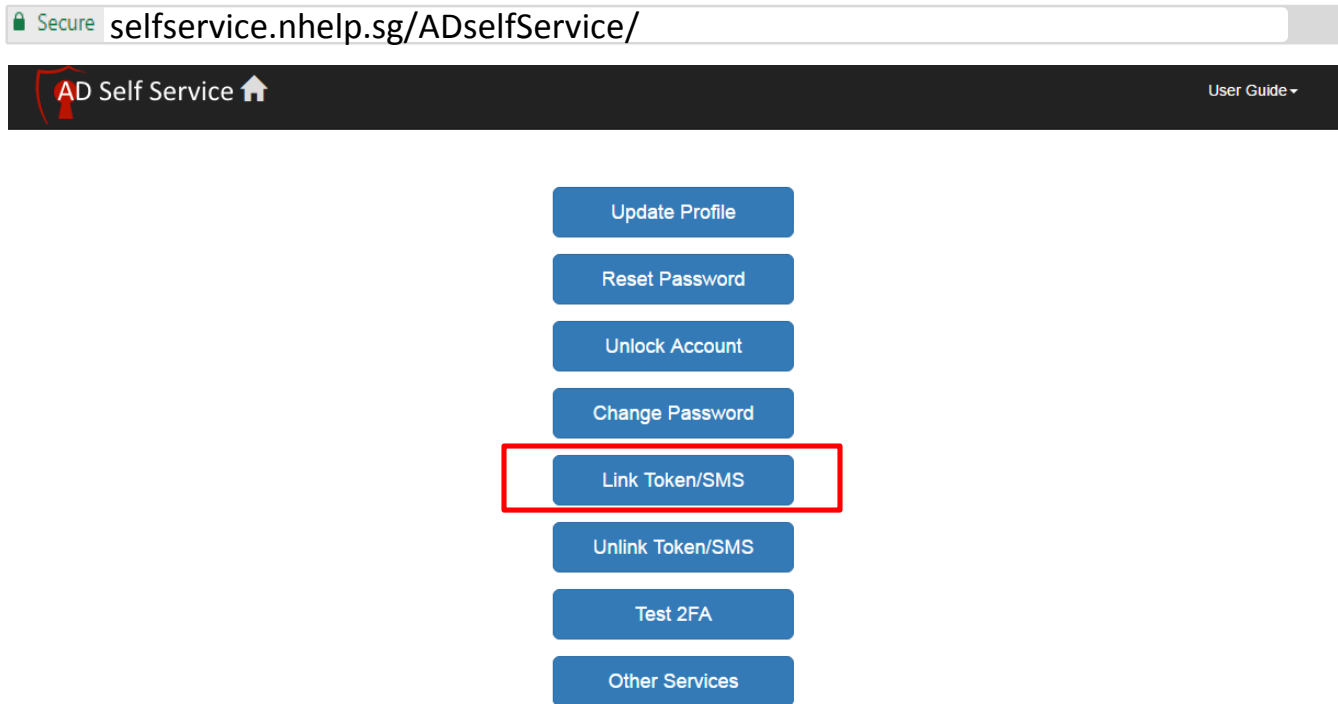 Secure selfservice.nhelp.sg/ADselfService/
AD Self Service User Guide
Update Profile
Reset Password
Unlock Account
Change Password
Link Token/SMS
Unlink Token/SMS
Test 2FA
Other Services